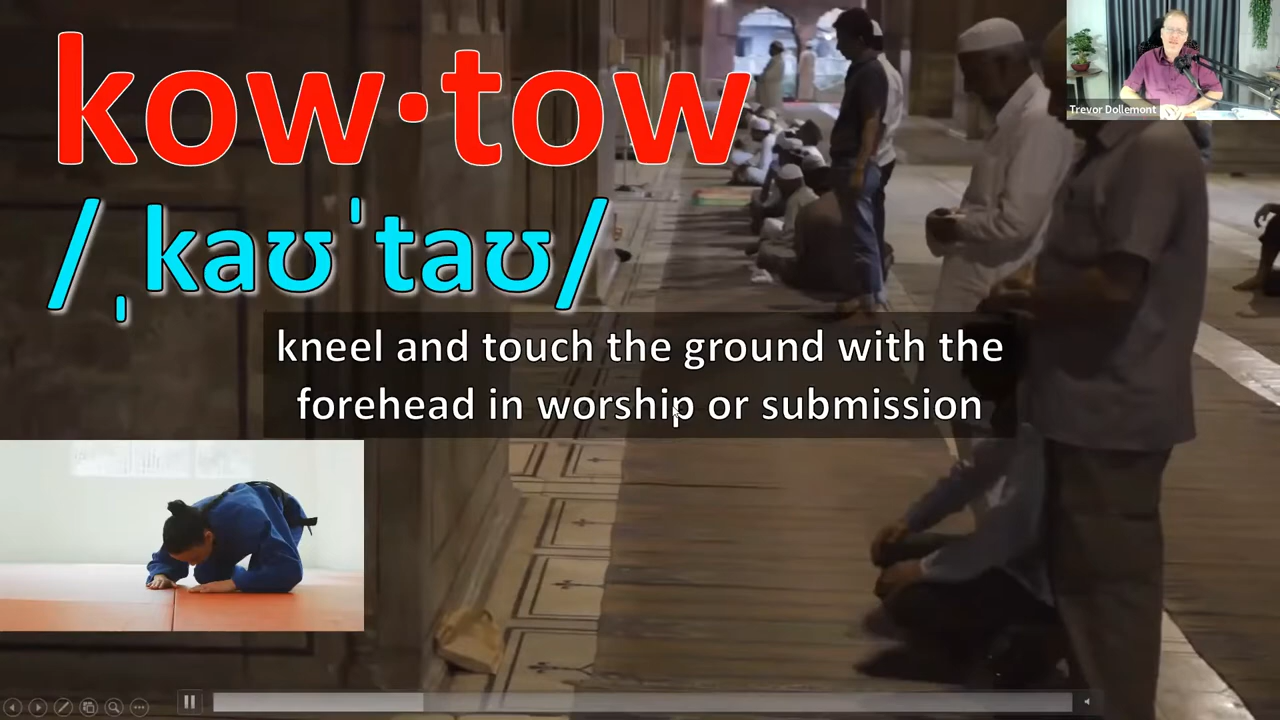 kow·tow
/ˌkaʊˈtaʊ/
kneel and touch the ground with the
forehead in worship or submission
Trevor Dollemont